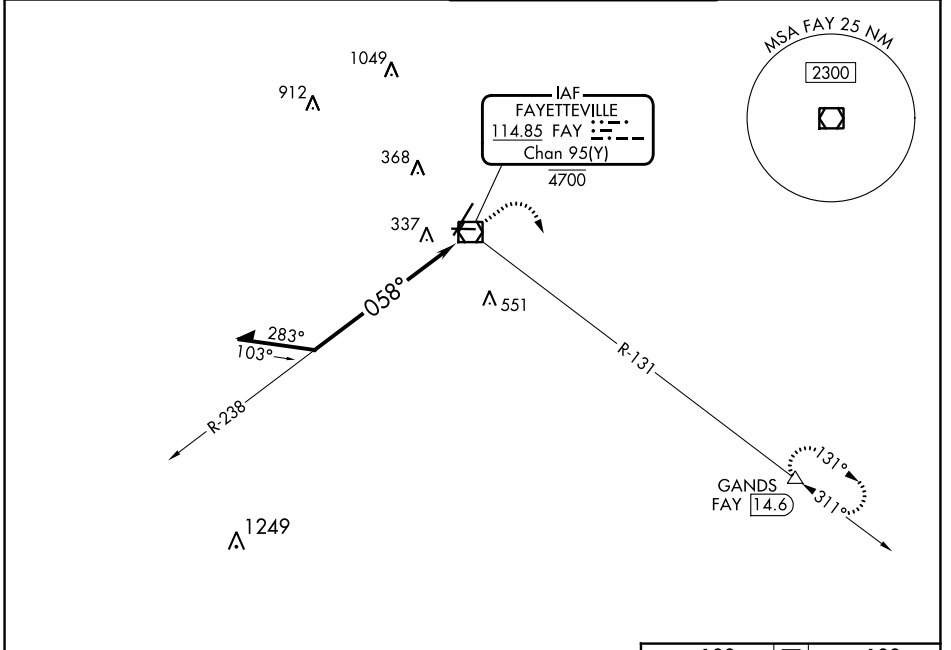 MSA FAY 25 NM
2300
1049
912
IAF
FAYETTEVILLE
114.85 FAY
Chan 95(Y)
4700
368
337
551
058°
283°
103°
R-238
R-131
GANDS
FAY 14.6
131°
311°
1249